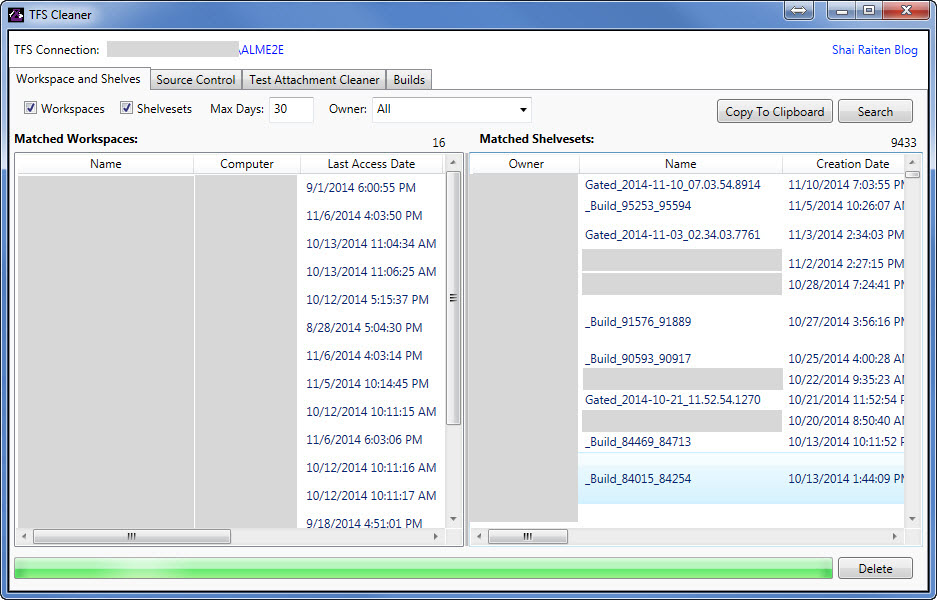 TFS Cleaner
TFS Connection: \ALME2E Shai Raiten Blog
Workspace and Shelves Source Control Test Attachment Cleaner Builds
Workspaces Shelvesets Max Days: 30 Owner: All Copy To Clipboard Search
Matched Workspaces: 16 Matched Shelvesets: 9433
Name Computer Last Access Date
9/1/2014 6:00:55 PM
11/6/2014 4:03:50 PM
10/13/2014 11:04:34 AM
10/13/2014 11:06:25 AM
10/12/2014 5:15:37 PM
8/28/2014 5:04:30 PM
11/6/2014 4:03:14 PM
11/5/2014 10:14:45 PM
10/12/2014 10:11:15 AM
11/6/2014 6:03:06 PM
10/12/2014 10:11:16 AM
10/12/2014 10:11:17 AM
9/18/2014 4:51:01 PM
Owner Name Creation Date
Gated_2014-11-10_07.03.54.8914 11/10/2014 7:03:55 PM
_Build_95253_95594 11/5/2014 10:26:07 AM
Gated_2014-11-03_02.34.03.7761 11/3/2014 2:34:03 PM
11/2/2014 2:27:15 PM
10/28/2014 7:24:41 PM
_Build_91576_91889 10/27/2014 3:56:16 PM
_Build_90593_90917 10/25/2014 4:00:28 AM
10/22/2014 9:35:23 AM
Gated_2014-10-21_11.52.54.1270 10/21/2014 11:52:54 P
10/20/2014 8:50:40 AM
_Build_84469_84713 10/13/2014 10:11:52 P
_Build_84015_84254 10/13/2014 1:44:09 PM
Delete